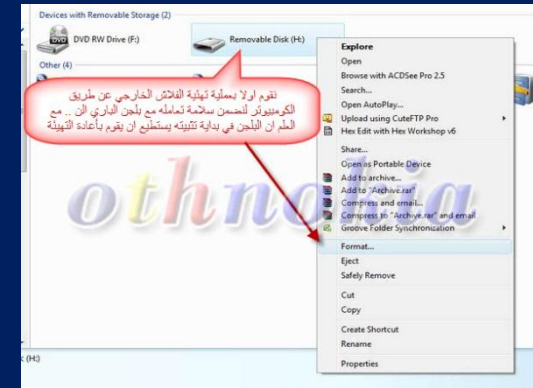 Devices with Removable Storage (2)
DVD RW Drive (F:)
Removable Disk (H:)
Other (4)
نقوم اولا بعملية تهئية الفلاش الخارجي عن طريق
الكومبيوتر لنضمن سلامة تعامله مع بلجن الباري الن .. مع
العلم ان البلجن في بداية تثبيته يستطيع ان يقوم بأعادة التهيئة
othnokia
Explore
Open
Browse with ACDSee Pro 2.5
Search...
Open AutoPlay...
Upload using CuteFTP Pro
Hex Edit with Hex Workshop v6
Share...
Open as Portable Device
Add to archive...
Add to "Archive.rar"
Compress and email...
Compress to "Archive.rar" and email
Groove Folder Synchronization
Format...
Eject
Safely Remove
Cut
Copy
Create Shortcut
Rename
Properties
(H:)